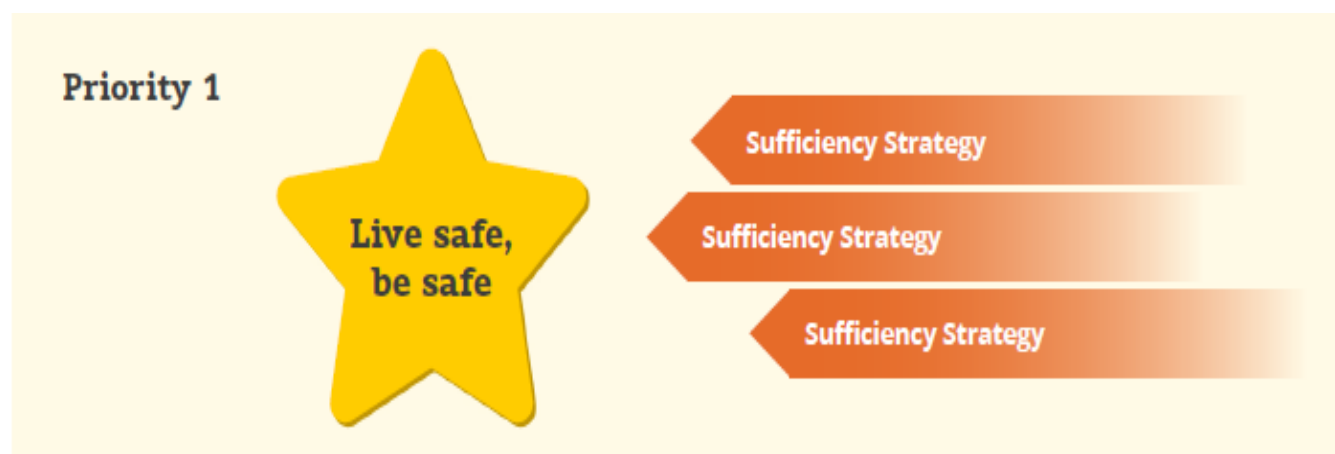 Priority 1
Live safe,
be safe
Sufficiency Strategy
Sufficiency Strategy
Sufficiency Strategy